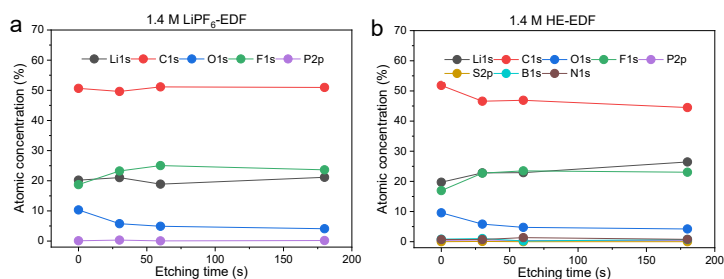 a
1.4 M LiPF6-EDF
Li1s C1s O1s F1s P2p
Atomic concentration (%)
70
60
50
40
30
20
10
0
0 50 100 150 200
Etching time (s)
b
1.4 M HE-EDF
Li1s C1s O1s F1s P2p
S2p B1s N1s
Atomic concentration (%)
70
60
50
40
30
20
10
0
0 50 100 150 200
Etching time (s)